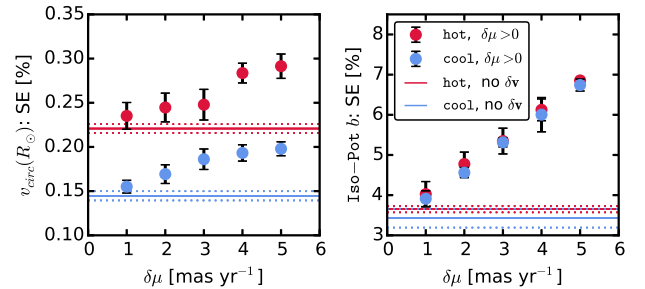 0.35
0.30
0.25
0.20
0.15
0.10
v_circ(R_⊙): SE [%]
0 1 2 3 4 5 6
δμ [mas yr⁻¹]
8
7
6
5
4
3
Iso−Pot b: SE [%]
hot, δμ>0
cool, δμ>0
hot, no δv
cool, no δv
0 1 2 3 4 5 6
δμ [mas yr⁻¹]